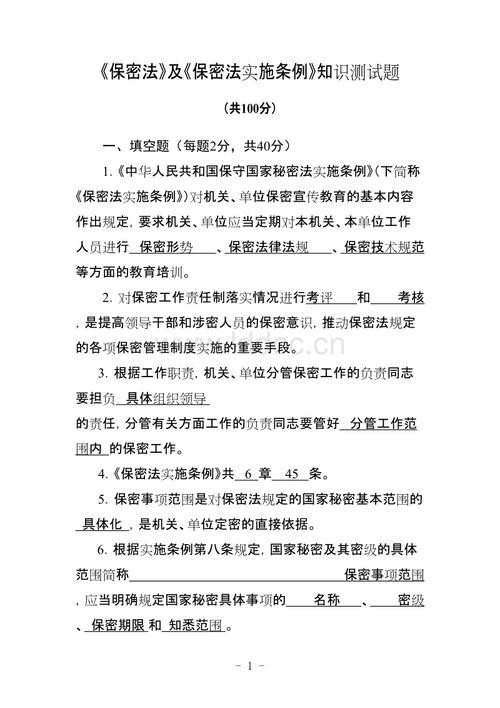 《保密法》及《保密法实施条例》知识测试题
（共100分）
一、填空题（每题2分，共40分）
1.《中华人民共和国保守国家秘密法实施条例》（下简称
《保密法实施条例》）对机关、单位保密宣传教育的基本内容
作出规定，要求机关、单位应当定期对本机关、本单位工作
人员进行 保密形势 、保密法律法规 、保密技术规范
等方面的教育培训。
2. 对保密工作责任制落实情况进行考评 和 考核
，是提高领导干部和涉密人员的保密意识，推动保密法规定
的各项保密管理制度实施的重要手段。
3. 根据工作职责，机关、单位分管保密工作的负责同志
要担负 具体组织领导
的责任，分管有关方面工作的负责同志要管好 分管工作范
围内 的保密工作。
4.《保密法实施条例》共 6 章 45 条。
5. 保密事项范围是对保密法规定的国家秘密基本范围的
具体化 ，是机关、单位定密的直接依据。
6. 根据实施条例第八条规定，国家秘密及其密级的具体
范围简称 保密事项范围
，应当明确规定国家秘密具体事项的 名称 、 密级
、保密期限 和 知悉范围 。
- 1 -